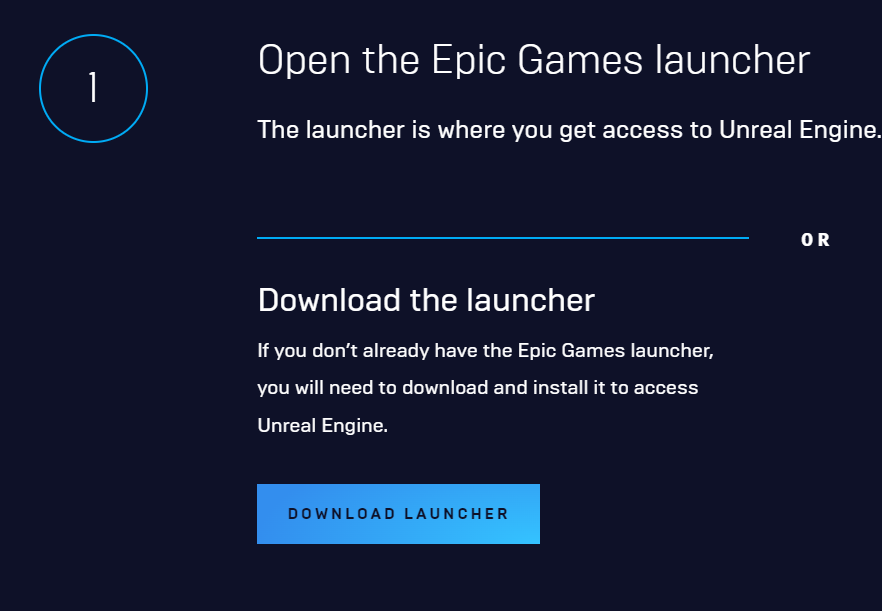 1
Open the Epic Games launcher
The launcher is where you get access to Unreal Engine.
OR
Download the launcher
If you don’t already have the Epic Games launcher,
you will need to download and install it to access
Unreal Engine.
DOWNLOAD LAUNCHER